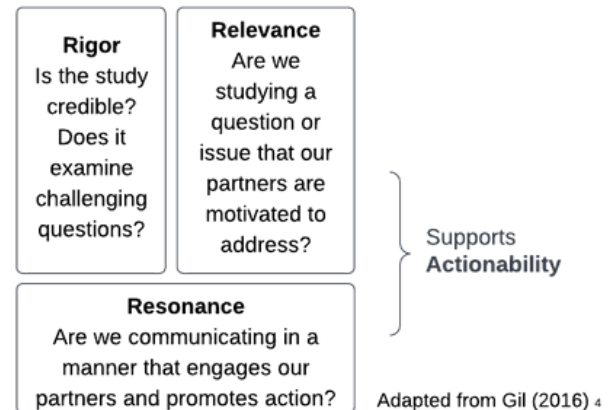 Rigor
Is the study
credible?
Does it
examine
challenging
questions?
Relevance
Are we
studying a
question or
issue that our
partners are
motivated to
address?
Resonance
Are we communicating in a
manner that engages our
partners and promotes action?
Supports
Actionability
Adapted from Gil (2016) 4